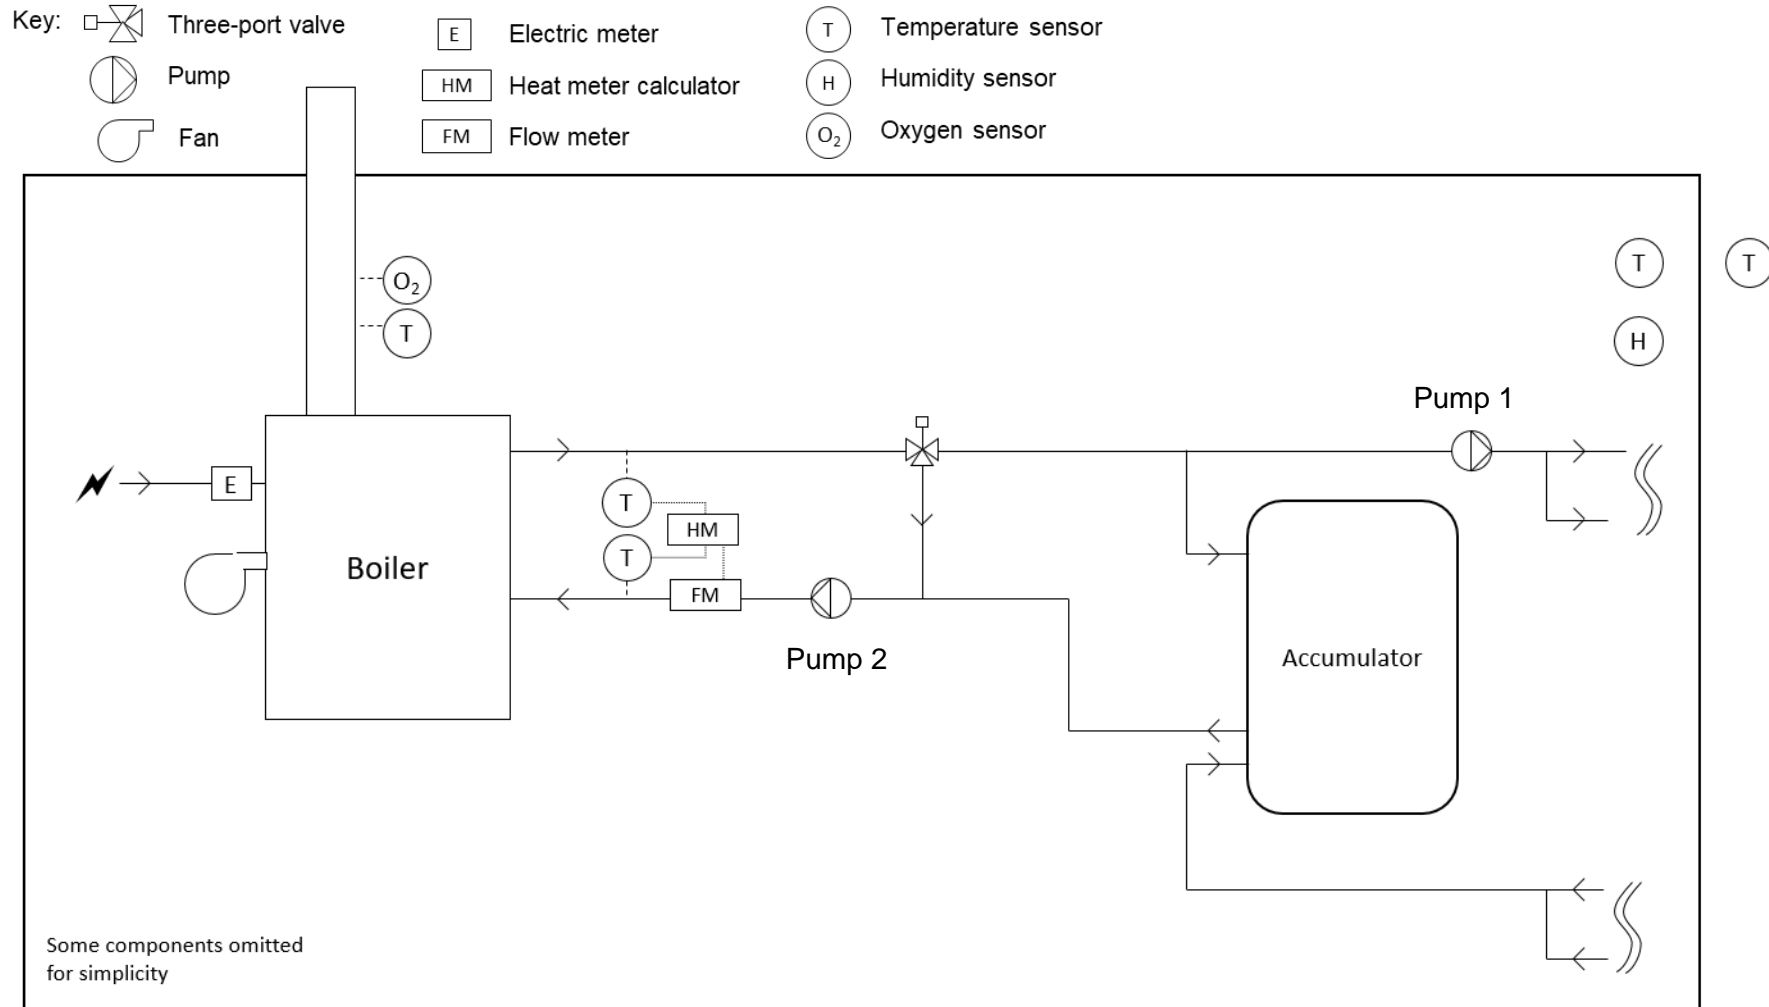 Key:
Three-port valve
E
Electric meter
T
Temperature sensor
Pump
HM
Heat meter calculator
H
Humidity sensor
Fan
FM
Flow meter
O₂
Oxygen sensor
O₂
T
T
T
H
Pump 1
E
T
HM
T
Boiler
FM
Pump 2
Accumulator
Some components omitted
for simplicity